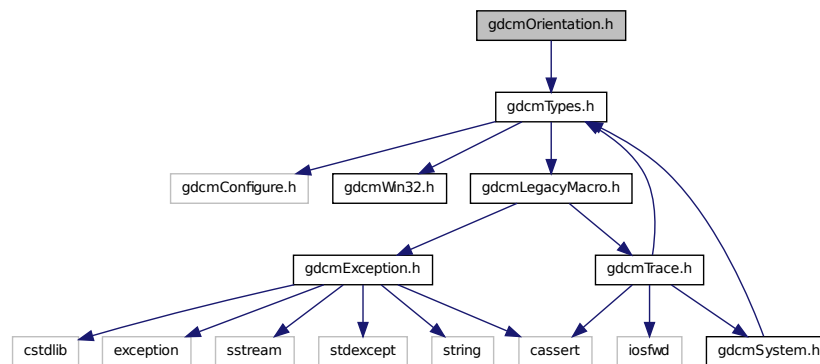 gdcmOrientation.h
gdcmTypes.h
gdcmConfigure.h
gdcmWin32.h
gdcmLegacyMacro.h
gdcmException.h
gdcmTrace.h
cstdlib
exception
sstream
stdexcept
string
cassert
iosfwd
gdcmSystem.h